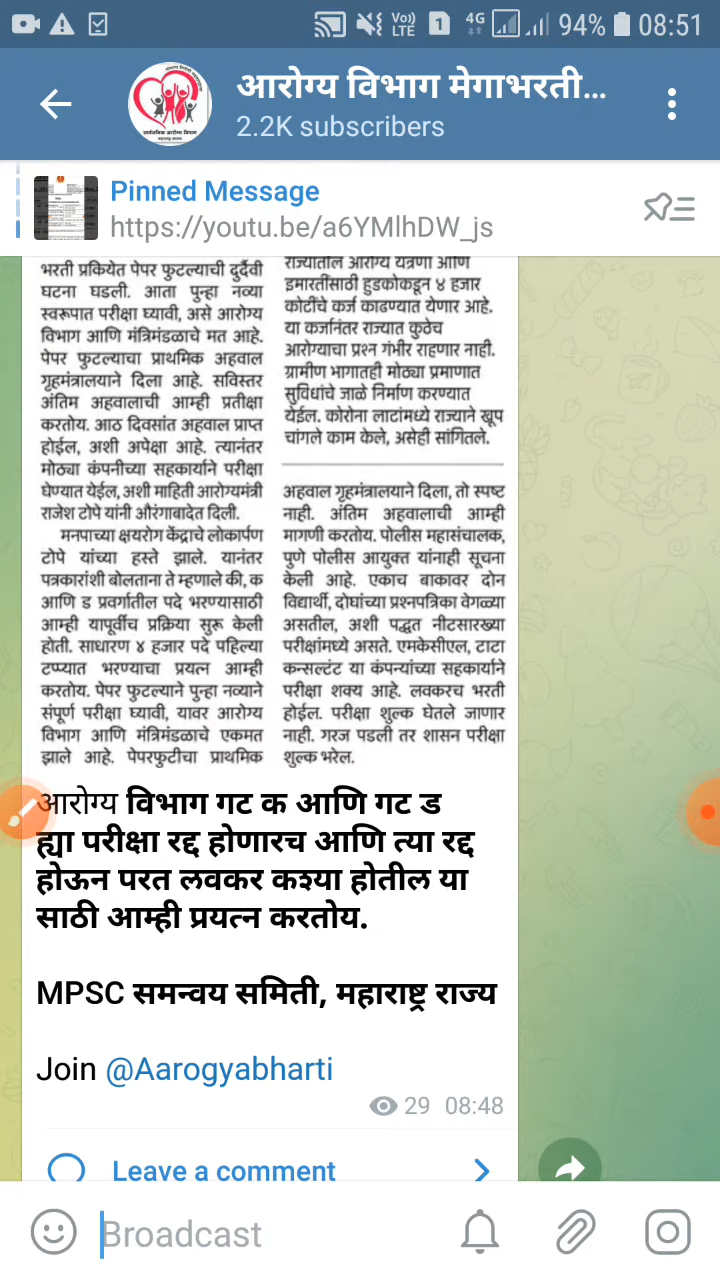 Vo))
LTE
1
4G
94%
08:51
आरोग्य विभाग मेगाभरती...
2.2K subscribers
Pinned Message
https://youtu.be/a6YMlhDW_js
भरती प्रकियेत पेपर फुटल्याची दुर्दैवी
घटना घडली. आता पुन्हा नव्या
स्वरूपात परीक्षा घ्यावी, असे आरोग्य
विभाग आणि मंत्रिमंडळाचे मत आहे.
पेपर फुटल्याचा प्राथमिक अहवाल
गृहमंत्रालयाने दिला आहे. सविस्तर
अंतिम अहवालाची आम्ही प्रतीक्षा
करतोय. आठ दिवसांत अहवाल प्राप्त
होईल, अशी अपेक्षा आहे. त्यानंतर
मोठ्या कंपनीच्या सहकार्याने परीक्षा
घेण्यात येईल, अशी माहिती आरोग्यमंत्री
राजेश टोपे यांनी औरंगाबादेत दिली.
मनपाच्या क्षयरोग केंद्राचे लोकार्पण
टोपे यांच्या हस्ते झाले. यानंतर
पत्रकारांशी बोलताना ते म्हणाले की, क
आणि ड प्रवर्गातील पदे भरण्यासाठी
आम्ही यापूर्वीच प्रक्रिया सुरू केली
होती. साधारण ४ हजार पदे पहिल्या
टप्प्यात भरण्याचा प्रयत्न आम्ही
करतोय. पेपर फुटल्याने पुन्हा नव्याने
संपूर्ण परीक्षा घ्यावी, यावर आरोग्य
विभाग आणि मंत्रिमंडळाचे एकमत
झाले आहे. पेपरफुटीचा प्राथमिक
राज्यातील आरोग्य यंत्रणा आणि
इमारतींसाठी हुडकोकडून ४ हजार
कोटींचे कर्ज काढण्यात येणार आहे.
या कर्जानंतर राज्यात कुठेच
आरोग्याचा प्रश्न गंभीर राहणार नाही.
ग्रामीण भागातही मोठ्या प्रमाणात
सुविधांचे जाळे निर्माण करण्यात
येईल. कोरोना लाटांमध्ये राज्याने खूप
चांगले काम केले, असेही सांगितले.
अहवाल गृहमंत्रालयाने दिला, तो स्पष्ट
नाही. अंतिम अहवालाची आम्ही
मागणी करतोय. पोलीस महासंचालक,
पुणे पोलीस आयुक्त यांनाही सूचना
केली आहे. एकाच बाकावर दोन
विद्यार्थी, दोघांच्या प्रश्नपत्रिका वेगळ्या
असतील, अशी पद्धत नीटसारख्या
परीक्षांमध्ये असते. एमकेसीएल, टाटा
कन्सल्टंट या कंपन्यांच्या सहकार्याने
परीक्षा शक्य आहे. लवकरच भरती
होईल. परीक्षा शुल्क घेतले जाणार
नाही. गरज पडली तर शासन परीक्षा
शुल्क भरेल.
आरोग्य विभाग गट क आणि गट ड
ह्या परीक्षा रद्द होणारच आणि त्या रद्द
होऊन परत लवकर कश्या होतील या
साठी आम्ही प्रयत्न करतोय.
MPSC समन्वय समिती, महाराष्ट्र राज्य
Join @Aarogyabharti
29 08:48
Leave a comment
Broadcast